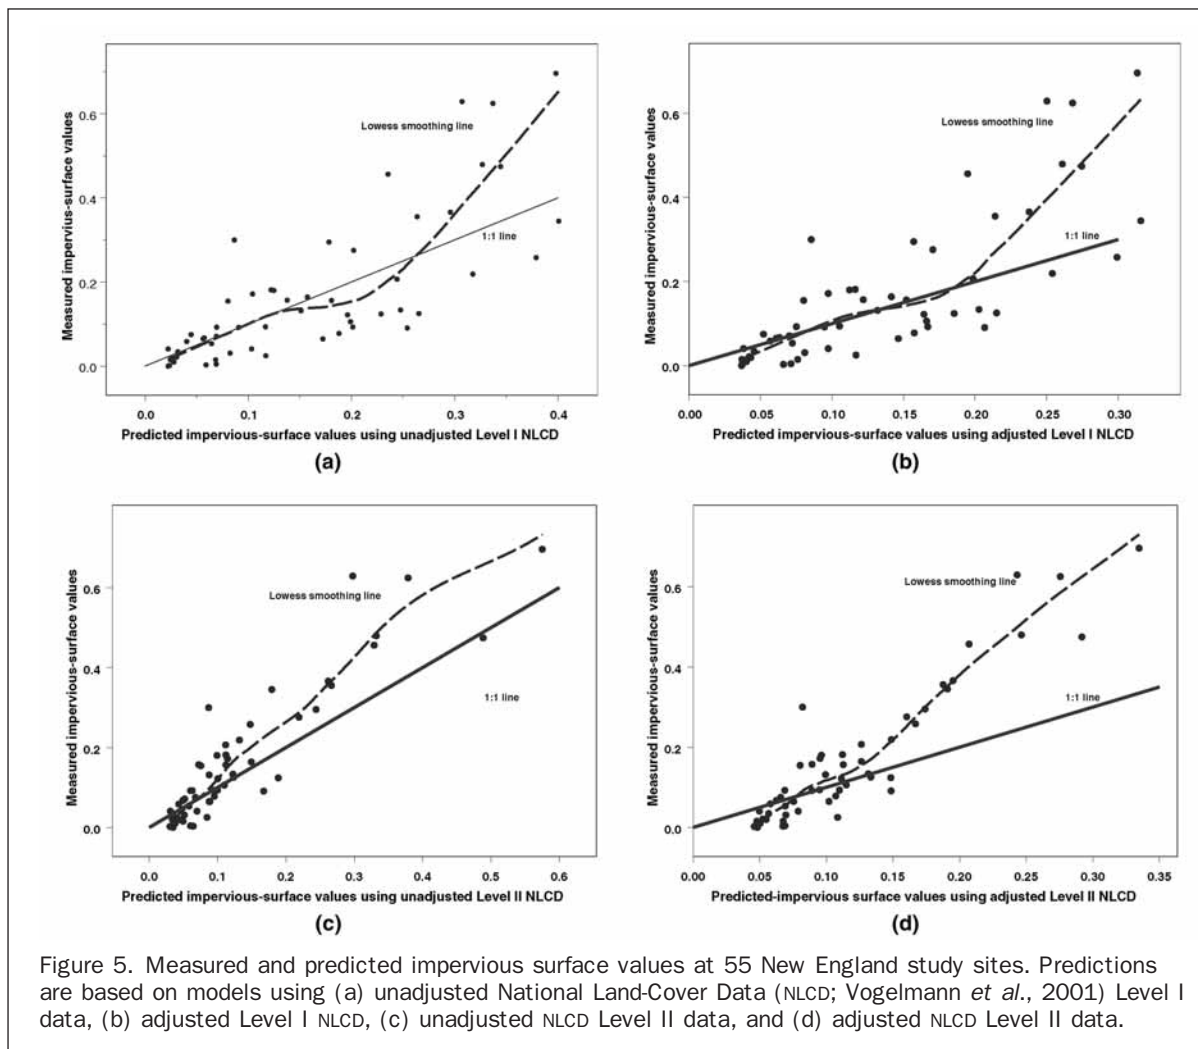 Measured impervius-surface values
0.6
0.4
0.2
0.0
Lowess smoothing line
1:1 line
0.0 0.1 0.2 0.3 0.4
Predicted impervious-surface values using unadjusted Level I NLCD
(a)
Measured impervious-surface values
0.6
0.4
0.2
0.0
Lowess smoothing line
1:1 line
0.00 0.05 0.10 0.15 0.20 0.25 0.30
Predicted impervious-surface values using adjusted Level I NLCD
(b)
Measured impervious-surface values
0.6
0.4
0.2
0.0
Lowess smoothing line
1:1 line
0.0 0.1 0.2 0.3 0.4 0.5 0.6
Predicted impervious-surface values using unadjusted Level II NLCD
(c)
Measured impervious-surface values
0.6
0.4
0.2
0.0
Lowess smoothing line
1:1 line
0.00 0.05 0.10 0.15 0.20 0.25 0.30 0.35
Predicted-impervious surface values using adjusted Level II NLCD
(d)
Figure 5. Measured and predicted impervious surface values at 55 New England study sites. Predictions
are based on models using (a) unadjusted National Land-Cover Data (NLCD; Vogelmann et al., 2001) Level I
data, (b) adjusted Level I NLCD, (c) unadjusted NLCD Level II data, and (d) adjusted NLCD Level II data.